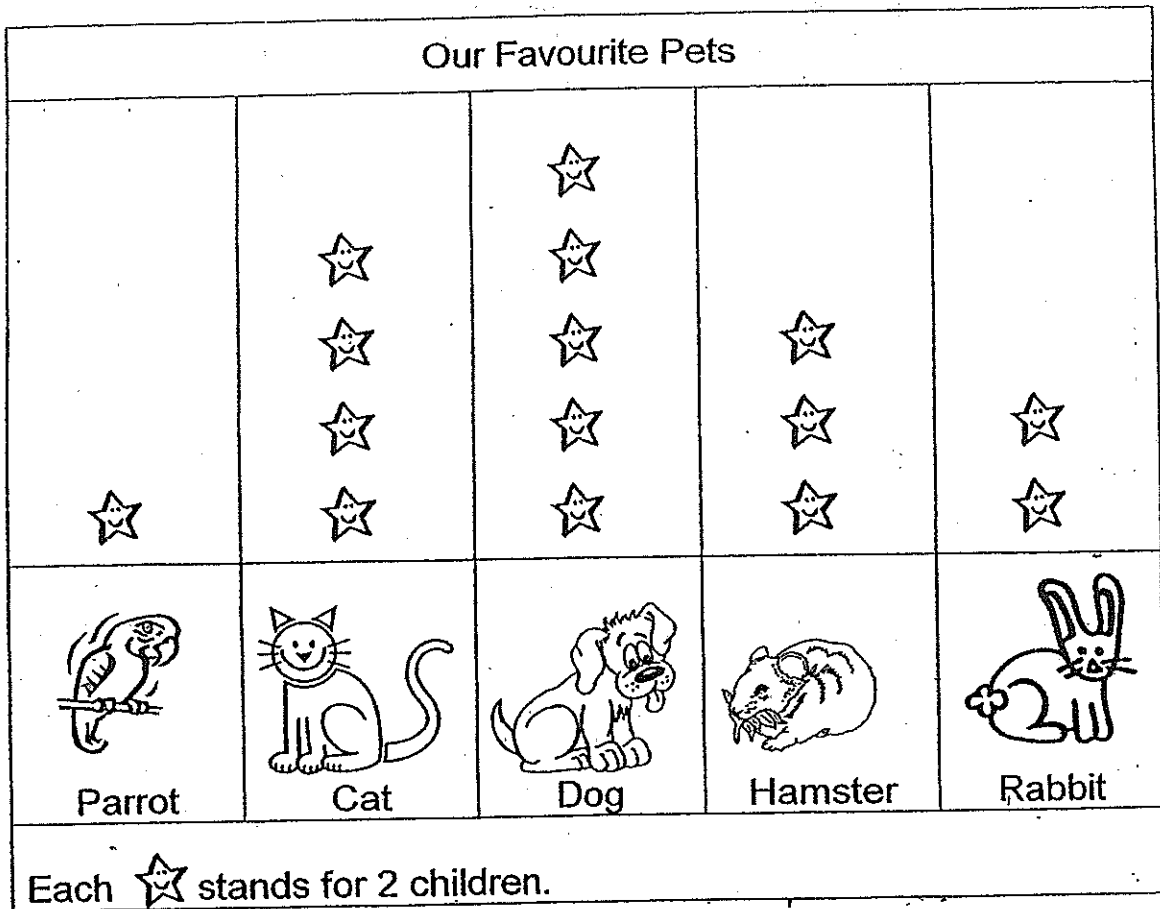 Our Favourite Pets
Parrot Cat Dog Hamster Rabbit
Each stands for 2 children.